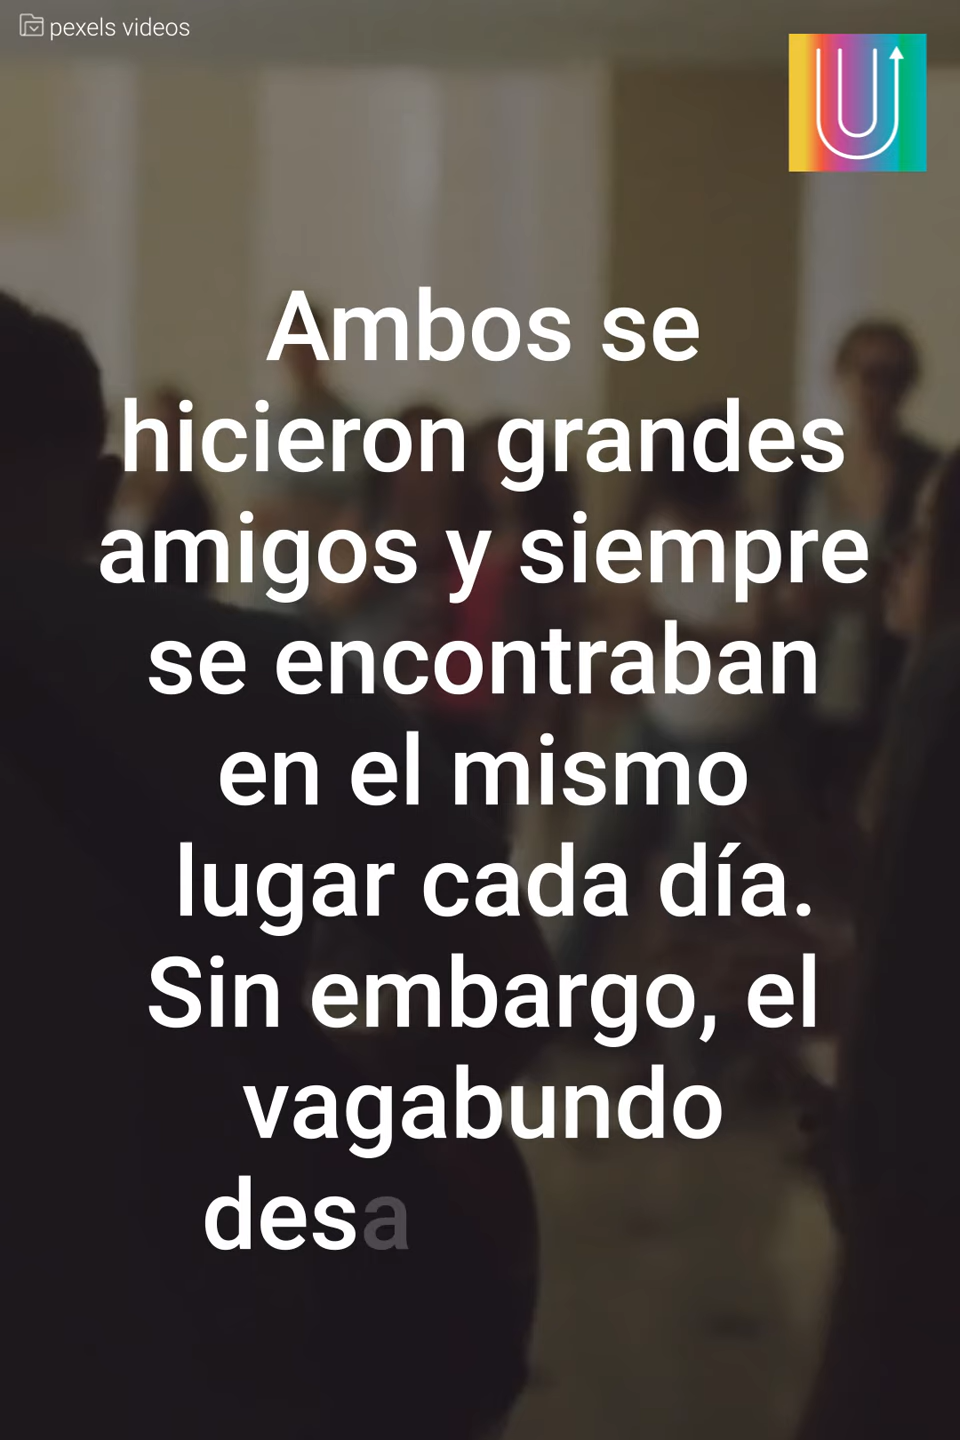 pexels videos
Ambos se
hicieron grandes
amigos y siempre
se encontraban
en el mismo
lugar cada día.
Sin embargo, el
vagabundo
desa